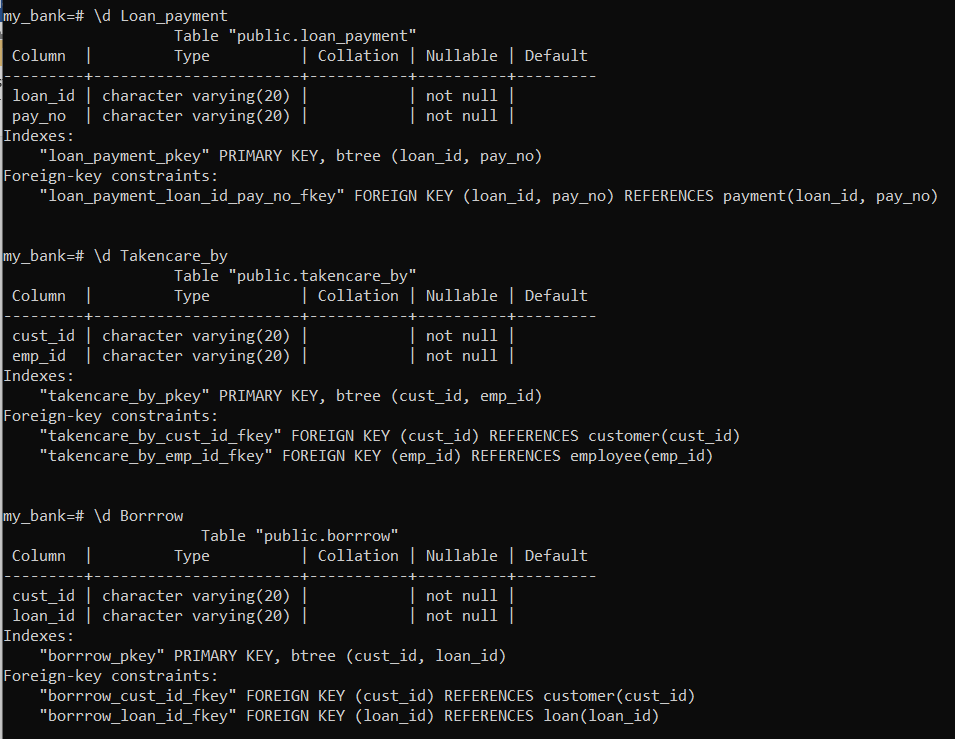 my_bank=# \d Loan_payment
                   Table "public.loan_payment"
 Column  |         Type          | Collation | Nullable | Default
---------+-----------------------+-----------+----------+---------
 loan_id | character varying(20) |           | not null |
 pay_no  | character varying(20) |           | not null |
Indexes:
    "loan_payment_pkey" PRIMARY KEY, btree (loan_id, pay_no)
Foreign-key constraints:
    "loan_payment_loan_id_pay_no_fkey" FOREIGN KEY (loan_id, pay_no) REFERENCES payment(loan_id, pay_no)
my_bank=# \d Takencare_by
                   Table "public.takencare_by"
 Column  |         Type          | Collation | Nullable | Default
---------+-----------------------+-----------+----------+---------
 cust_id | character varying(20) |           | not null |
 emp_id  | character varying(20) |           | not null |
Indexes:
    "takencare_by_pkey" PRIMARY KEY, btree (cust_id, emp_id)
Foreign-key constraints:
    "takencare_by_cust_id_fkey" FOREIGN KEY (cust_id) REFERENCES customer(cust_id)
    "takencare_by_emp_id_fkey" FOREIGN KEY (emp_id) REFERENCES employee(emp_id)
my_bank=# \d Borrrow
                      Table "public.borrrow"
 Column  |         Type          | Collation | Nullable | Default
---------+-----------------------+-----------+----------+---------
 cust_id | character varying(20) |           | not null |
 loan_id | character varying(20) |           | not null |
Indexes:
    "borrrow_pkey" PRIMARY KEY, btree (cust_id, loan_id)
Foreign-key constraints:
    "borrrow_cust_id_fkey" FOREIGN KEY (cust_id) REFERENCES customer(cust_id)
    "borrrow_loan_id_fkey" FOREIGN KEY (loan_id) REFERENCES loan(loan_id)